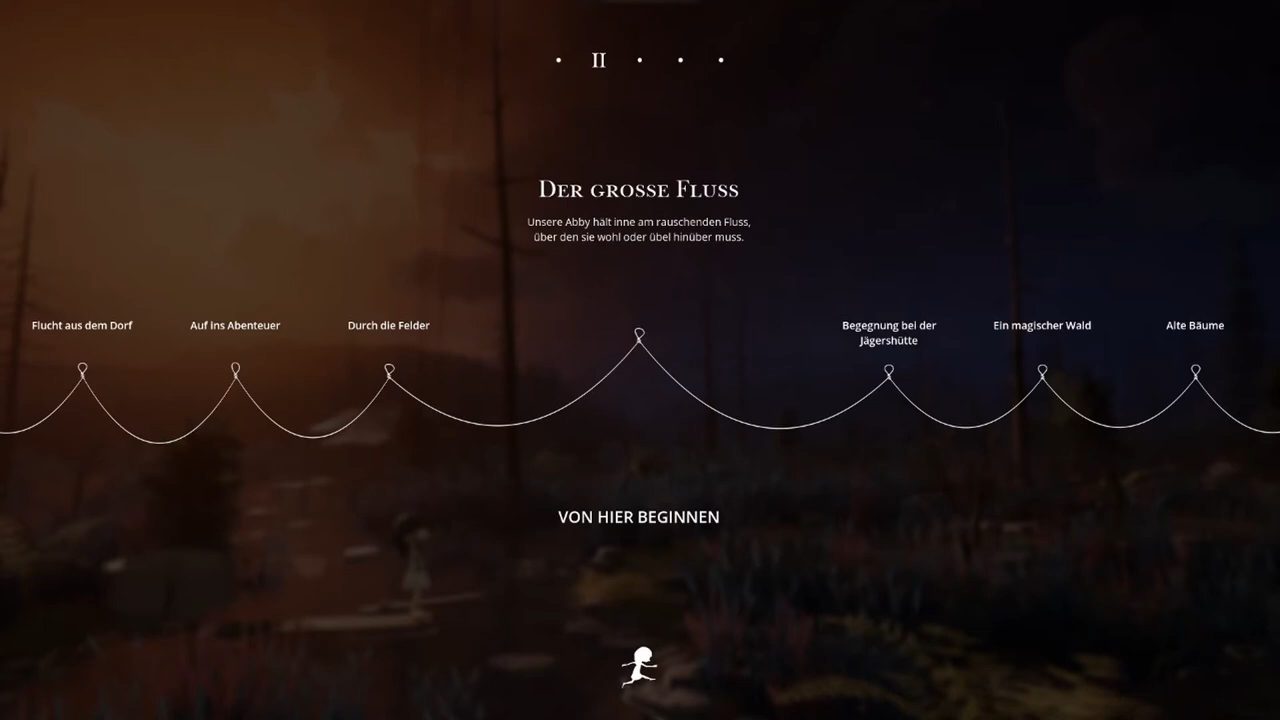 II
Der grosse Fluss
Unsere Abby hält inne am rauschenden Fluss,
über den sie wohl oder übel hinüber muss.
Flucht aus dem Dorf
Auf ins Abenteuer
Durch die Felder
Begegnung bei der
Jägershütte
Ein magischer Wald
Alte Bäume
VON HIER BEGINNEN